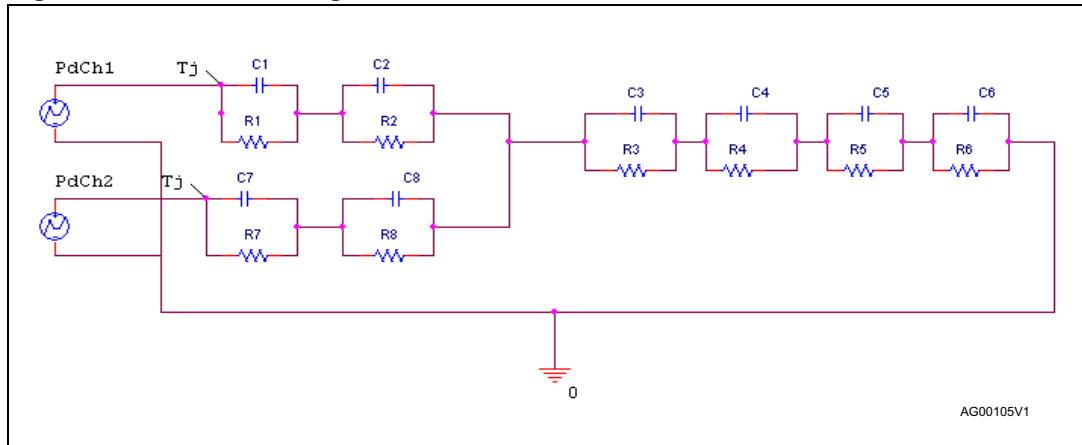 PdCh1
Tj
C1
C2
R1
R2
C3
C4
C5
C6
R3
R4
R5
R6
PdCh2
Tj
C7
C8
R7
R8
0
AG00105V1